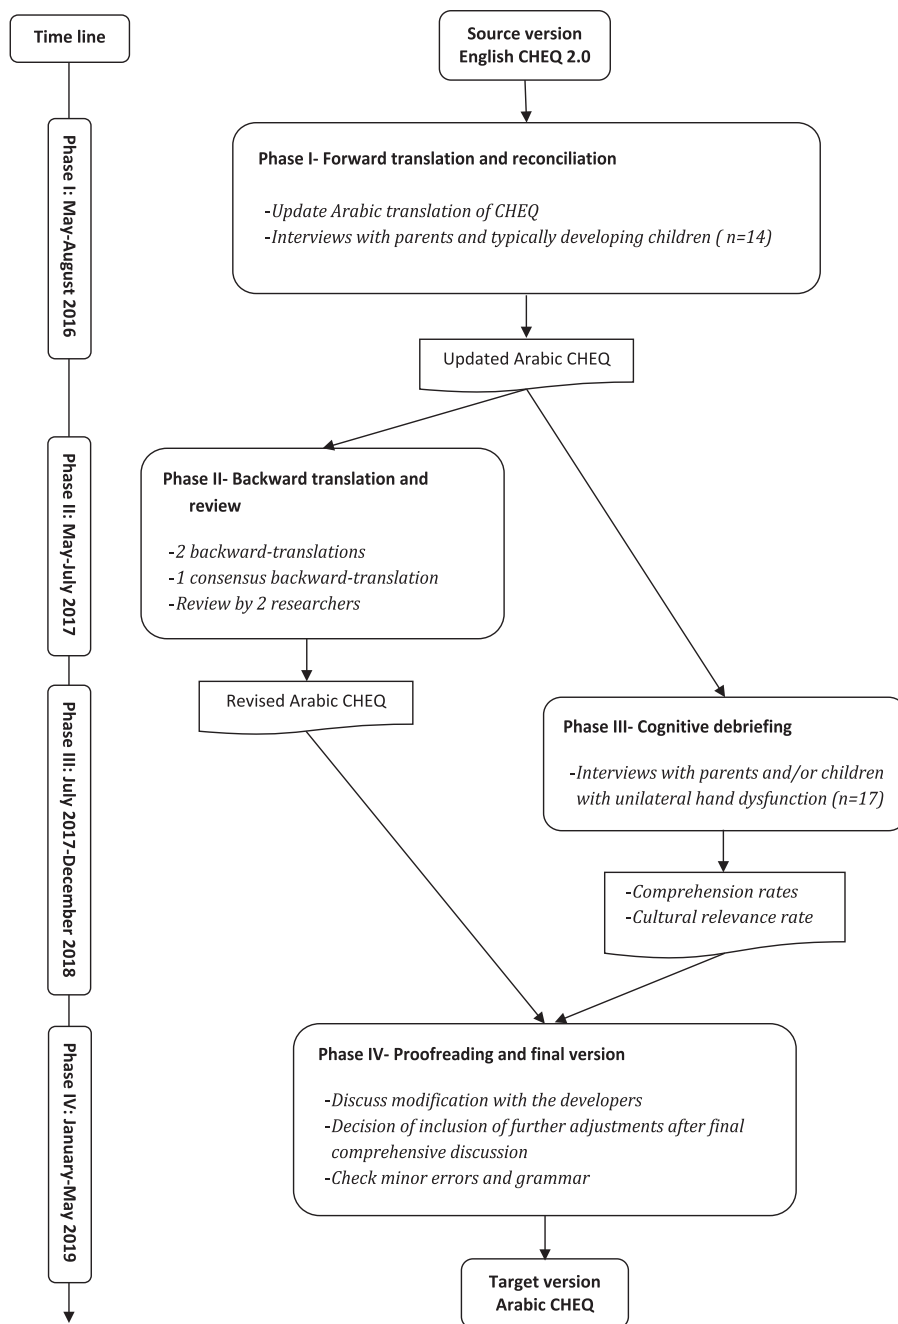 Time line
Source version
English CHEQ 2.0
Phase I: May-August 2016
Phase I- Forward translation and reconciliation
-Update Arabic translation of CHEQ
-Interviews with parents and typically developing children ( n=14)
Updated Arabic CHEQ
Phase II: May-July 2017
Phase II- Backward translation and
review
-2 backward-translations
-1 consensus backward-translation
-Review by 2 researchers
Revised Arabic CHEQ
Phase III: July 2017-December 2018
Phase III- Cognitive debriefing
-Interviews with parents and/or children
with unilateral hand dysfunction (n=17)
-Comprehension rates
-Cultural relevance rate
Phase IV: January-May 2019
Phase IV- Proofreading and final version
-Discuss modification with the developers
-Decision of inclusion of further adjustments after final
comprehensive discussion
-Check minor errors and grammar
Target version
Arabic CHEQ